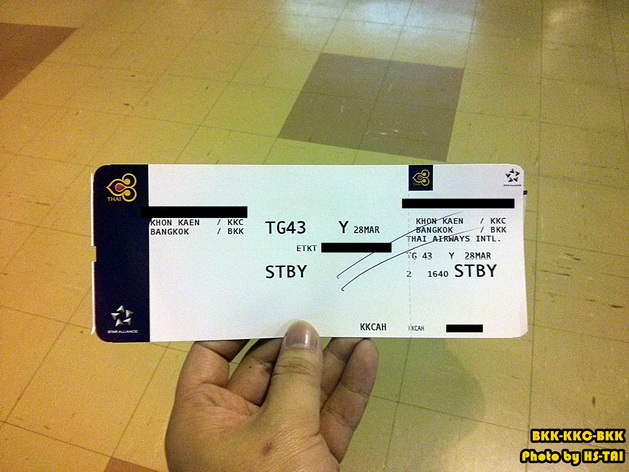 THAI
KHON KAEN / KKC
BANGKOK / BKK
TG43 Y 28MAR
ETKT
STBY
KKCAH
STAR ALLIANCE
KHON KAEN / KKC
BANGKOK / BKK
THAI AIRWAYS INTL.
TG 43 Y 28MAR
2 1640 STBY
KKCAH
BKK-KKC-BKK
Photo by HS-TAI